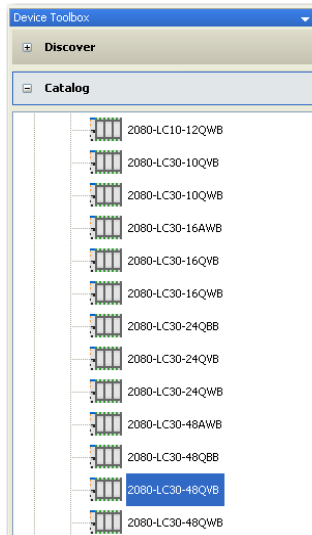 Device Toolbox
Discover
Catalog
2080-LC10-12QWB
2080-LC30-10QVB
2080-LC30-10QWB
2080-LC30-16AWB
2080-LC30-16QVB
2080-LC30-16QWB
2080-LC30-24QBB
2080-LC30-24QVB
2080-LC30-24QWB
2080-LC30-48AWB
2080-LC30-48QBB
2080-LC30-48QVB
2080-LC30-48QWB